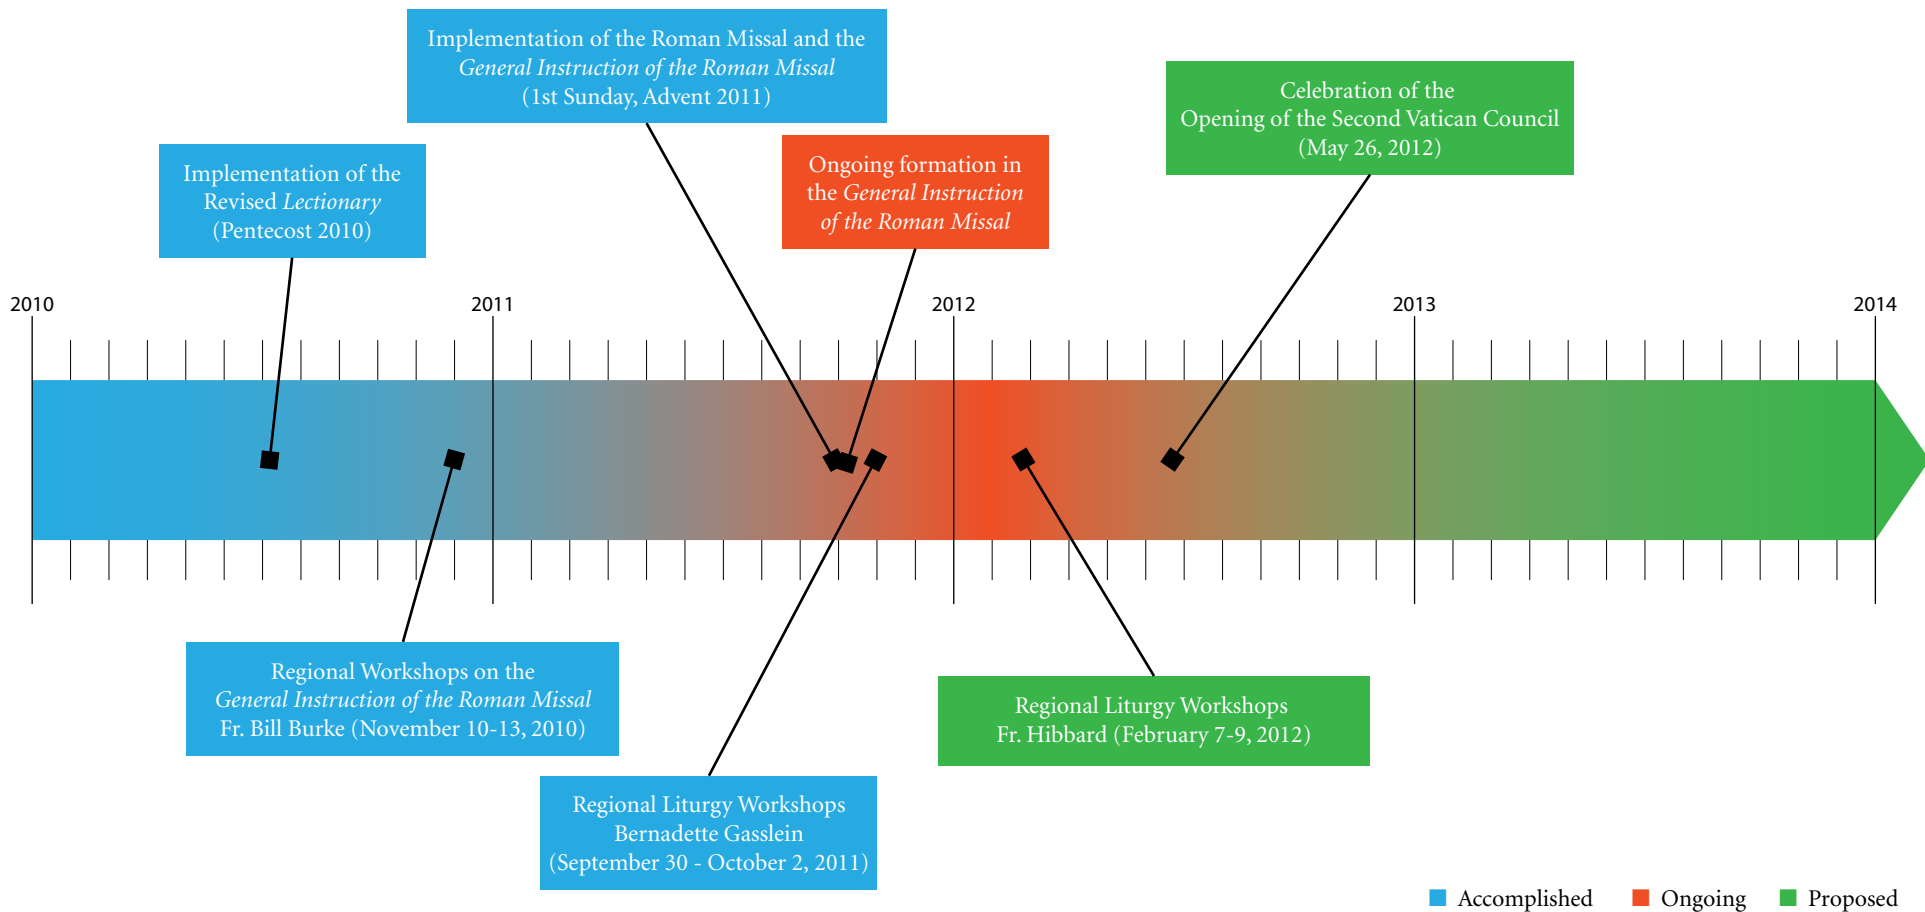 Implementation of the Roman Missal and the
General Instruction of the Roman Missal
(1st Sunday, Advent 2011)
Celebration of the
Opening of the Second Vatican Council
(May 26, 2012)
Ongoing formation in
the General Instruction
of the Roman Missal
Implementation of the
Revised Lectionary
(Pentecost 2010)
2010
2011
2012
2013
2014
Regional Workshops on the
General Instruction of the Roman Missal
Fr. Bill Burke (November 10-13, 2010)
Regional Liturgy Workshops
Fr. Hibbard (February 7-9, 2012)
Regional Liturgy Workshops
Bernadette Gasslein
(September 30 - October 2, 2011)
Accomplished
Ongoing
Proposed